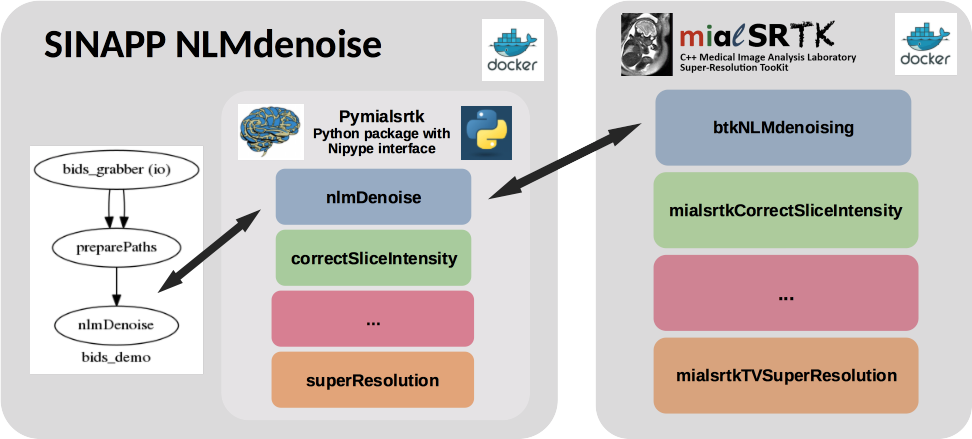 SINAPP NLMdenoise
docker
Pymialsrtk
Python package with
Nipype interface
bids_grabber (io)
preparePaths
nlmDenoise
bids_demo
nlmDenoise
correctSliceIntensity
...
superResolution
mialSRTK
C++ Medical Image Analysis Laboratory
Super-Resolution TooKit
docker
btkNLMdenoising
mialsrtkCorrectSliceIntensity
...
mialsrtkTVSuperResolution